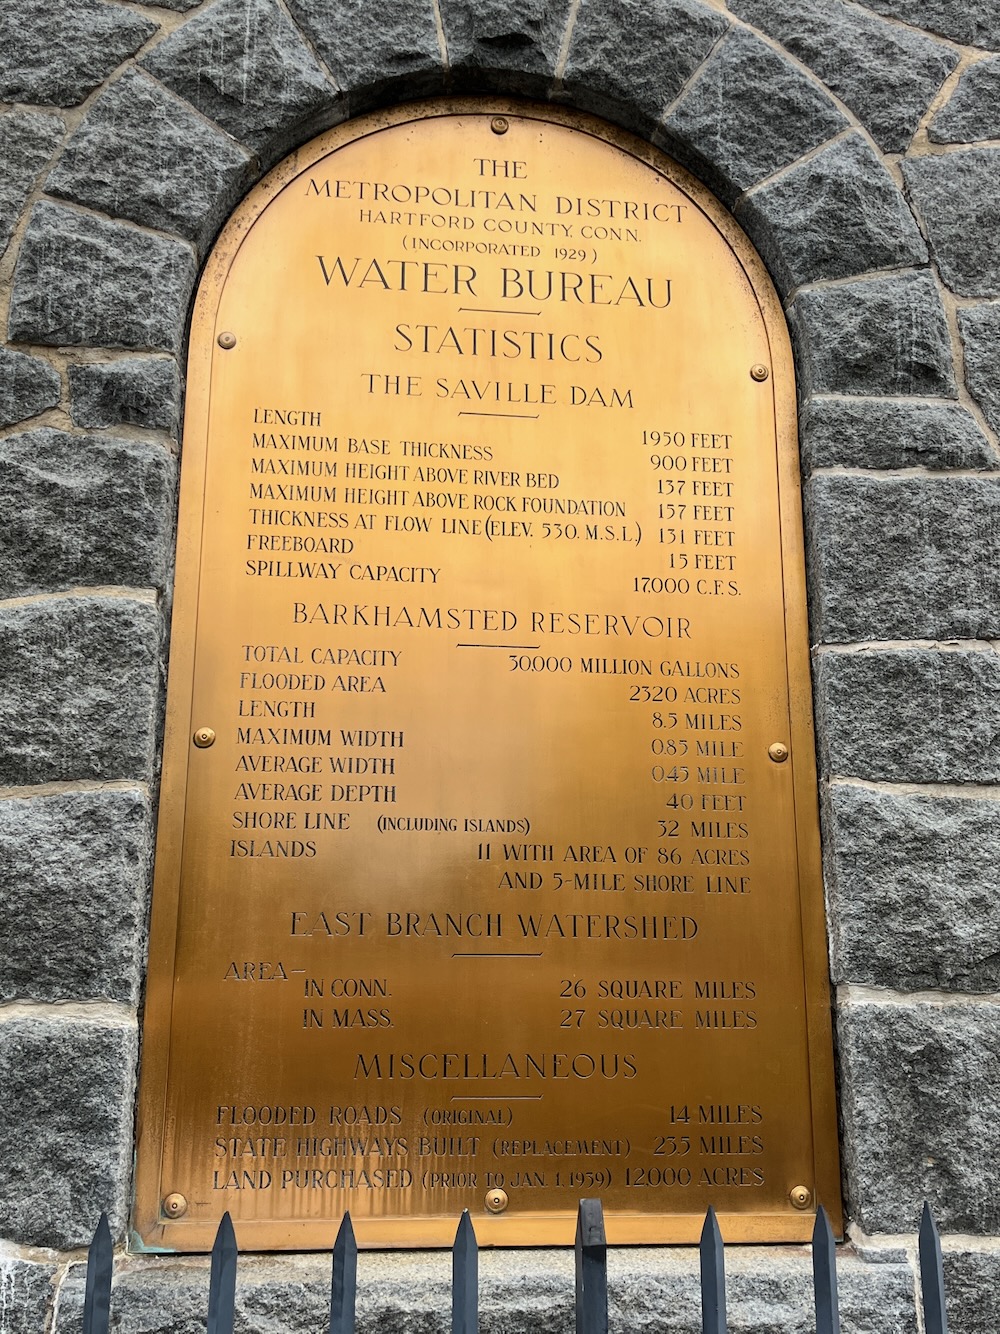 THE
METROPOLITAN DISTRICT
HARTFORD COUNTY, CONN.
(INCORPORATED 1929)
WATER BUREAU
STATISTICS
THE SAVILLE DAM
LENGTH 1950 FEET
MAXIMUM BASE THICKNESS 900 FEET
MAXIMUM HEIGHT ABOVE RIVER BED 137 FEET
MAXIMUM HEIGHT ABOVE ROCK FOUNDATION 157 FEET
THICKNESS AT FLOW LINE (ELEV. 530. M.S.L.) 131 FEET
FREEBOARD 15 FEET
SPILLWAY CAPACITY 17,000 C.F.S.
BARKHAMSTED RESERVOIR
TOTAL CAPACITY 30,000 MILLION GALLONS
FLOODED AREA 2320 ACRES
LENGTH 8.5 MILES
MAXIMUM WIDTH 0.85 MILE
AVERAGE WIDTH 0.45 MILE
AVERAGE DEPTH 40 FEET
SHORE LINE (INCLUDING ISLANDS) 32 MILES
ISLANDS 11 WITH AREA OF 86 ACRES
AND 5-MILE SHORE LINE
EAST BRANCH WATERSHED
AREA—
IN CONN. 26 SQUARE MILES
IN MASS. 27 SQUARE MILES
MISCELLANEOUS
FLOODED ROADS (ORIGINAL) 14 MILES
STATE HIGHWAYS BUILT (REPLACEMENT) 23.5 MILES
LAND PURCHASED (PRIOR TO JAN. 1, 1939) 12,000 ACRES